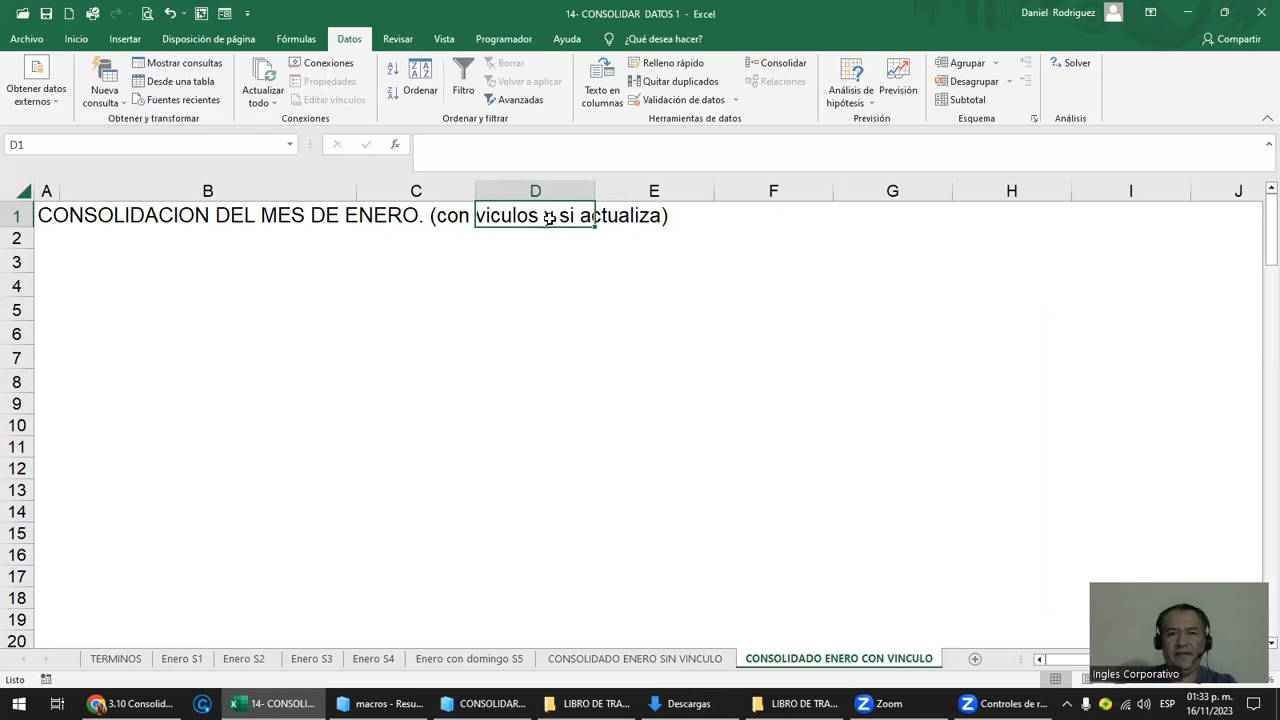 14- CONSOLIDAR DATOS 1 - Excel
Daniel Rodriguez
Archivo Inicio Insertar Disposición de página Fórmulas Datos Revisar Vista Programador Ayuda ¿Qué desea hacer? Compartir
Obtener datos externos
Nueva consulta
Mostrar consultas
Desde una tabla
Fuentes recientes
Obtener y transformar
Actualizar todo
Conexiones
Propiedades
Editar vínculos
Conexiones
Ordenar
Filtro
Borrar
Volver a aplicar
Avanzadas
Ordenar y filtrar
Texto en columnas
Relleno rápido
Quitar duplicados
Validación de datos
Consolidar
Relaciones
Herramientas de datos
Análisis de hipótesis
Previsión
Previsión
Agrupar
Desagrupar
Subtotal
Esquema
Solver
Análisis
D1
A B C D E F G H I J
1 CONSOLIDACION DEL MES DE ENERO. (con viculos si actualiza)
2
3
4
5
6
7
8
9
10
11
12
13
14
15
16
17
18
19
20
Ingles Corporativo
TERMINOS Enero S1 Enero S2 Enero S3 Enero S4 Enero con domingo S5 CONSOLIDADO ENERO SIN VINCULO CONSOLIDADO ENERO CON VINCULO
Listo
3.10 Consolid... 14- CONSOLI... macros - Resu... CONSOLIDAR... LIBRO DE TRA... Descargas LIBRO DE TRA... Zoom Controles de r... ESP 01:33 p. m.
16/11/2023